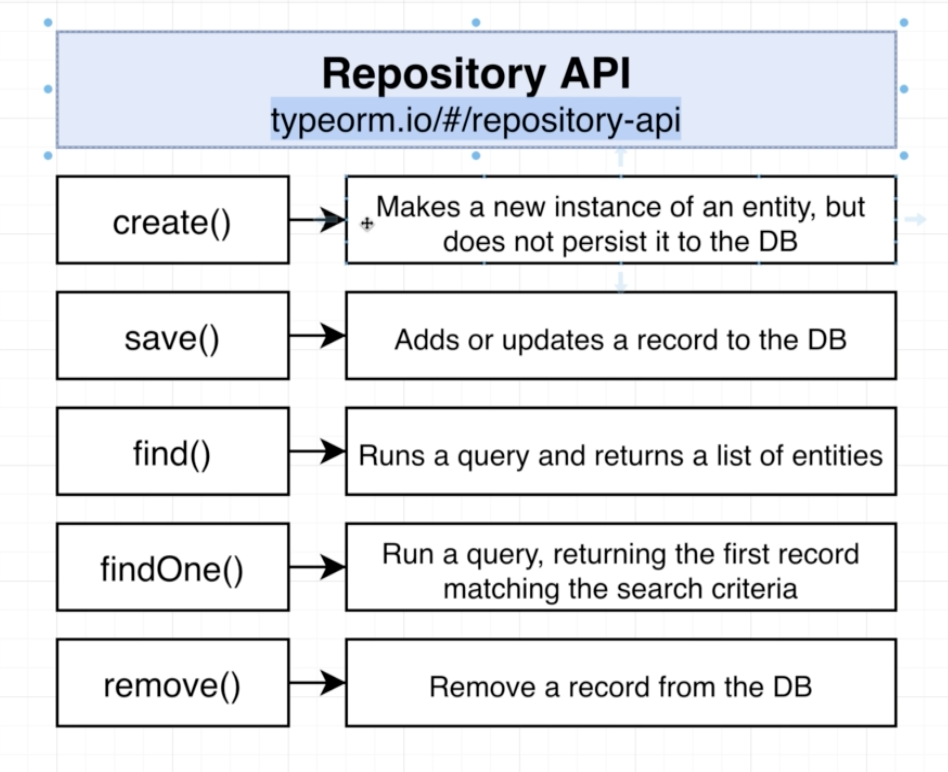 Repository API
typeorm.io/#/repository-api
create()
Makes a new instance of an entity, but
does not persist it to the DB
save()
Adds or updates a record to the DB
find()
Runs a query and returns a list of entities
findOne()
Run a query, returning the first record
matching the search criteria
remove()
Remove a record from the DB